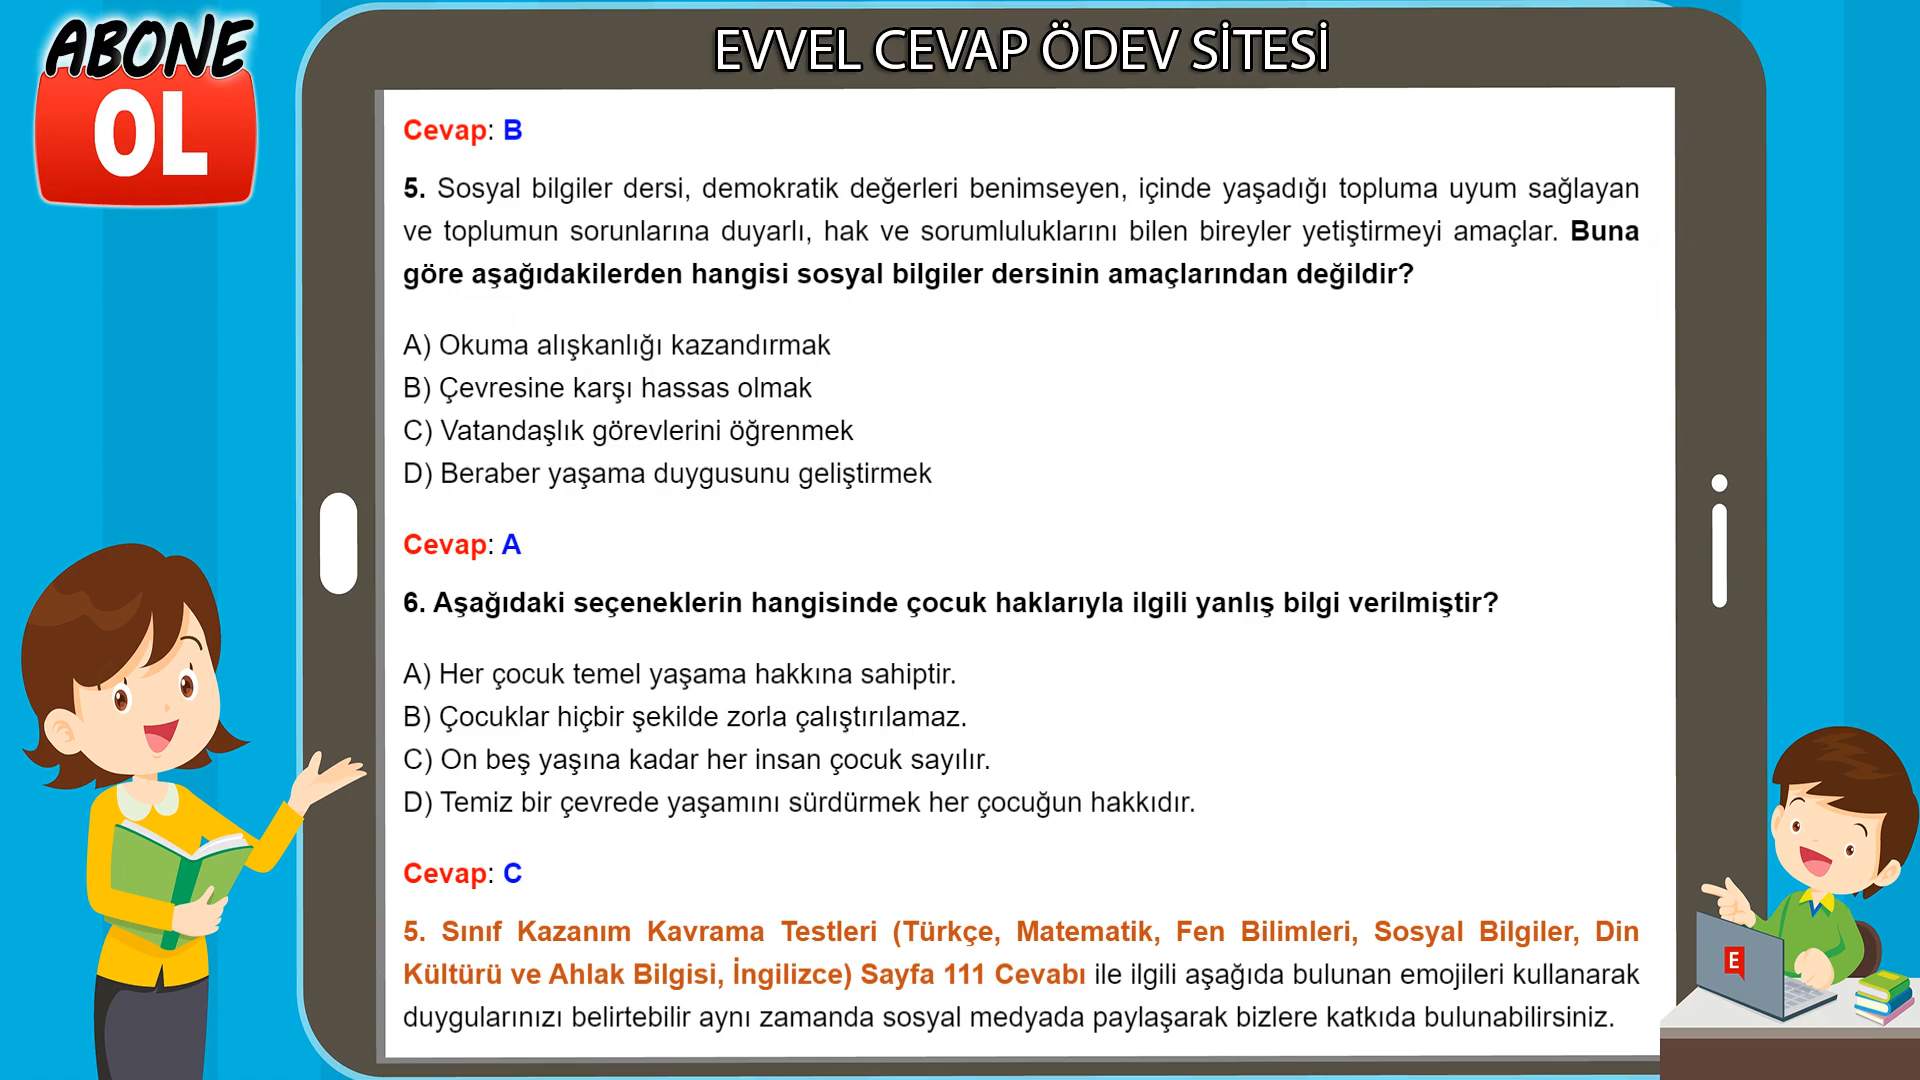 ABONE
OL
EVVEL CEVAP ÖDEV SİTESİ
Cevap: B
5. Sosyal bilgiler dersi, demokratik değerleri benimseyen, içinde yaşadığı topluma uyum sağlayan
ve toplumun sorunlarına duyarlı, hak ve sorumluluklarını bilen bireyler yetiştirmeyi amaçlar. Buna
göre aşağıdakilerden hangisi sosyal bilgiler dersinin amaçlarından değildir?
A) Okuma alışkanlığı kazandırmak
B) Çevresine karşı hassas olmak
C) Vatandaşlık görevlerini öğrenmek
D) Beraber yaşama duygusunu geliştirmek
Cevap: A
6. Aşağıdaki seçeneklerin hangisinde çocuk haklarıyla ilgili yanlış bilgi verilmiştir?
A) Her çocuk temel yaşama hakkına sahiptir.
B) Çocuklar hiçbir şekilde zorla çalıştırılamaz.
C) On beş yaşına kadar her insan çocuk sayılır.
D) Temiz bir çevrede yaşamını sürdürmek her çocuğun hakkıdır.
Cevap: C
5. Sınıf Kazanım Kavrama Testleri (Türkçe, Matematik, Fen Bilimleri, Sosyal Bilgiler, Din
Kültürü ve Ahlak Bilgisi, İngilizce) Sayfa 111 Cevabı ile ilgili aşağıda bulunan emojileri kullanarak
duygularınızı belirtebilir aynı zamanda sosyal medyada paylaşarak bizlere katkıda bulunabilirsiniz.
E